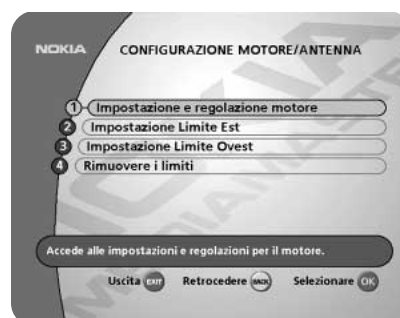 NOKIA
CONFIGURAZIONE MOTORE/ANTENNA
1 Impostazione e regolazione motore
2 Impostazione Limite Est
3 Impostazione Limite Ovest
4 Rimuovere i limiti
Accede alle impostazioni e regolazioni per il motore.
Uscita EXIT Retrocedere BACK Selezionare OK